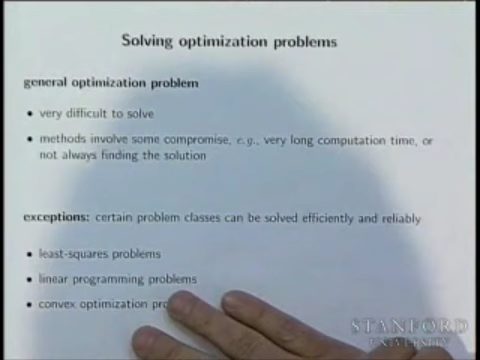 Solving optimization problems
general optimization problem
• very difficult to solve
• methods involve some compromise, e.g., very long computation time, or
not always finding the solution
exceptions: certain problem classes can be solved efficiently and reliably
• least-squares problems
• linear programming problems
• convex optimization pro
STANFORD
UNIVERSITY